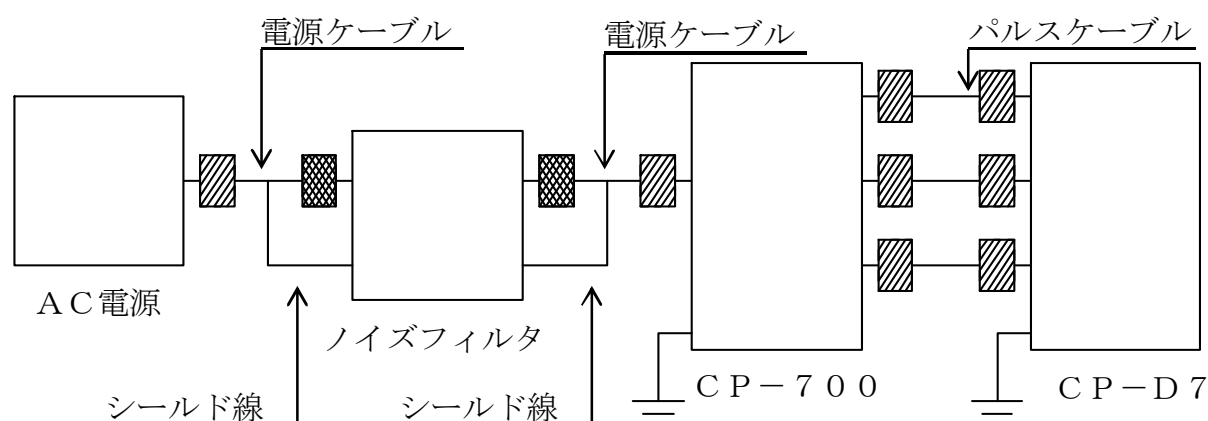 電源ケーブル
電源ケーブル
パルスケーブル
ＡＣ電源
ノイズフィルタ
ＣＰ－７００
ＣＰ－Ｄ７
シールド線
シールド線